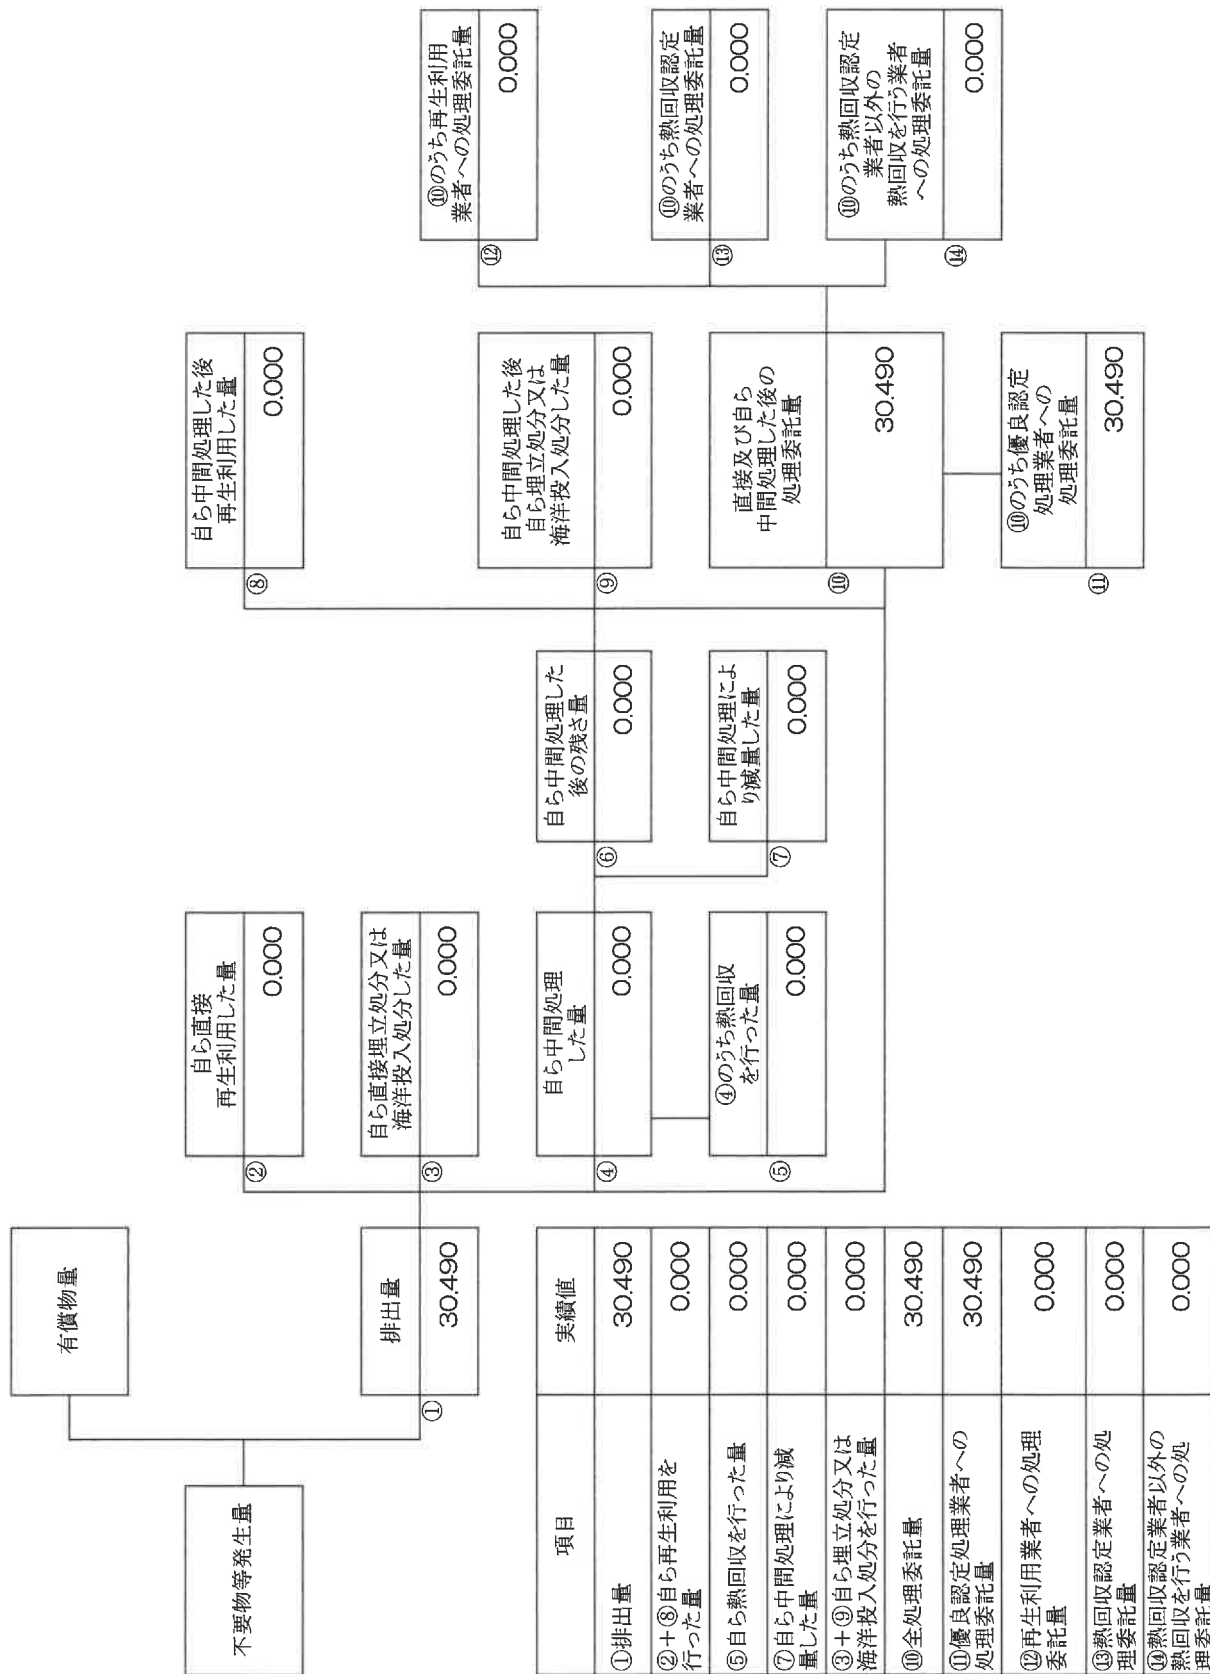 不要物等発生量
有償物量
排出量
①
30.490
自ら直接
再生利用した量
②
0.000
自ら直接埋立処分又は
海洋投入処分した量
③
0.000
自ら中間処理
した量
④
0.000
④のうち熱回収
を行った量
⑤
0.000
自ら中間処理した
後の残さ量
⑥
0.000
自ら中間処理によ
り減量した量
⑦
0.000
自ら中間処理した後
再生利用した量
⑧
0.000
自ら中間処理した後
自ら埋立処分又は
海洋投入処分した量
⑨
0.000
直接及び自ら
中間処理した後の
処理委託量
⑩
30.490
⑩のうち優良認定
処理業者への
処理委託量
⑪
30.490
⑩のうち再生利用
業者への処理委託量
⑫
0.000
⑩のうち熱回収認定
業者への処理委託量
⑬
0.000
⑩のうち熱回収認定
業者以外の
熱回収を行う業者
への処理委託量
⑭
0.000
項目
実績値
①排出量
30.490
②+⑧自ら再生利用を
行った量
0.000
⑤自ら熱回収を行った量
0.000
⑦自ら中間処理により減
量した量
0.000
③+⑨自ら埋立処分又は
海洋投入処分を行った量
0.000
⑩全処理委託量
30.490
⑪優良認定処理業者への
処理委託量
30.490
⑫再生利用業者への処理
委託量
0.000
⑬熱回収認定業者への処
理委託量
0.000
⑭熱回収認定業者以外の
熱回収を行う業者への処
理委託量
0.000